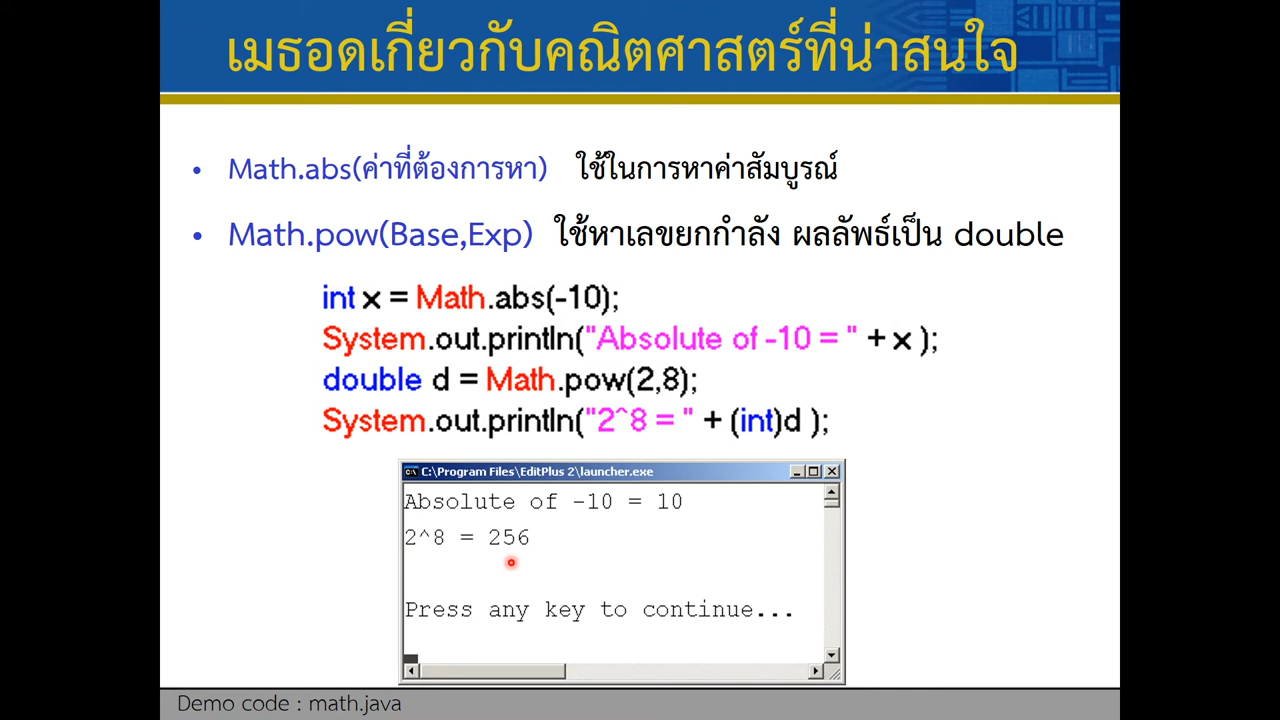 เมธอดเกี่ยวกับคณิตศาสตร์ที่น่าสนใจ
• Math.abs(ค่าที่ต้องการหา) ใช้ในการหาค่าสัมบูรณ์
• Math.pow(Base,Exp) ใช้หาเลขยกกำลัง ผลลัพธ์เป็น double
int x = Math.abs(-10);
System.out.println("Absolute of -10 = " + x );
double d = Math.pow(2,8);
System.out.println("2^8 = " + (int)d );
C:\Program Files\EditPlus 2\launcher.exe
Absolute of -10 = 10
2^8 = 256
Press any key to continue...
Demo code : math.java